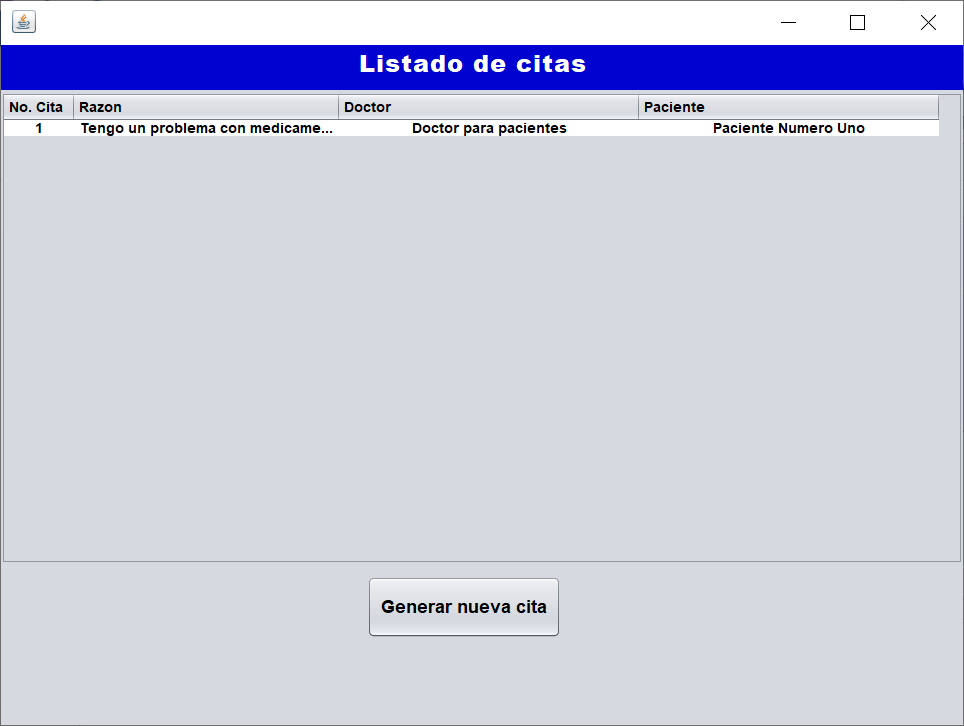 Listado de citas
No. Cita Razon Doctor Paciente
1 Tengo un problema con medicame... Doctor para pacientes Paciente Numero Uno
Generar nueva cita